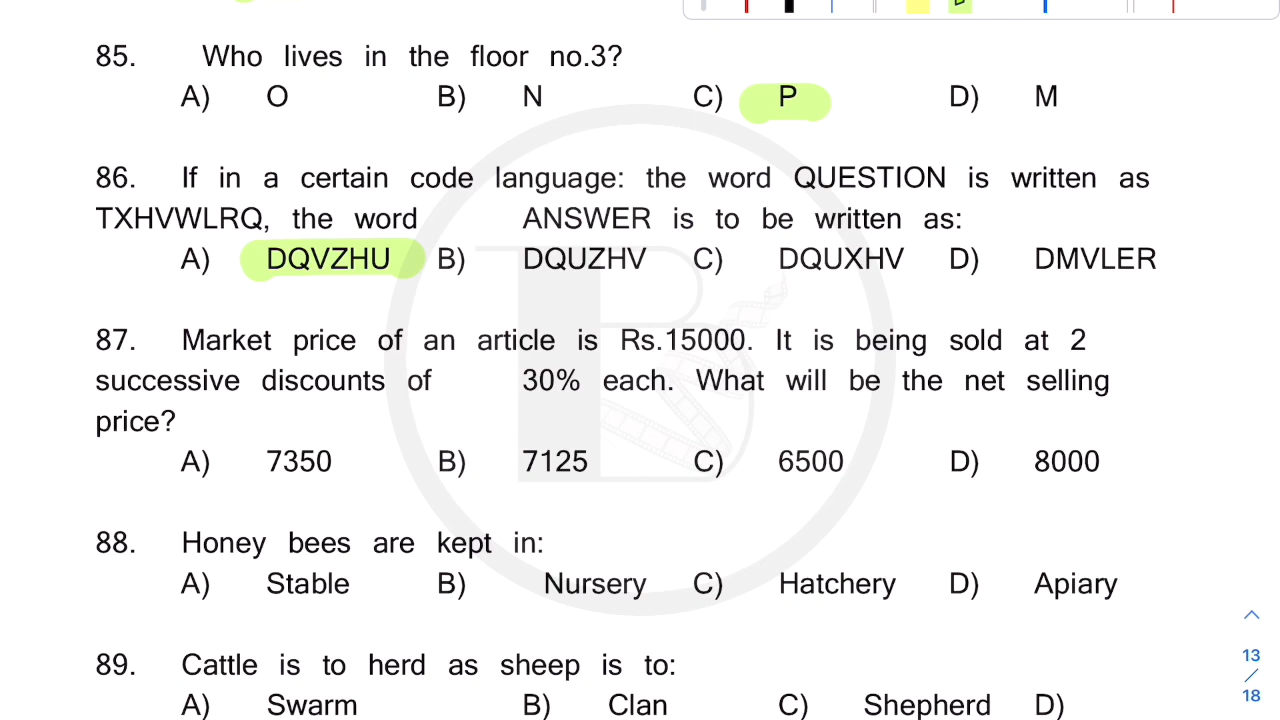 85. Who lives in the floor no.3?
A) O B) N C) P D) M
86. If in a certain code language: the word QUESTION is written as
TXHVWLRQ, the word ANSWER is to be written as:
A) DQVZHU B) DQUZHV C) DQUXHV D) DMVLER
87. Market price of an article is Rs.15000. It is being sold at 2
successive discounts of 30% each. What will be the net selling
price?
A) 7350 B) 7125 C) 6500 D) 8000
88. Honey bees are kept in:
A) Stable B) Nursery C) Hatchery D) Apiary
89. Cattle is to herd as sheep is to:
A) Swarm B) Clan C) Shepherd D)
13
/
18